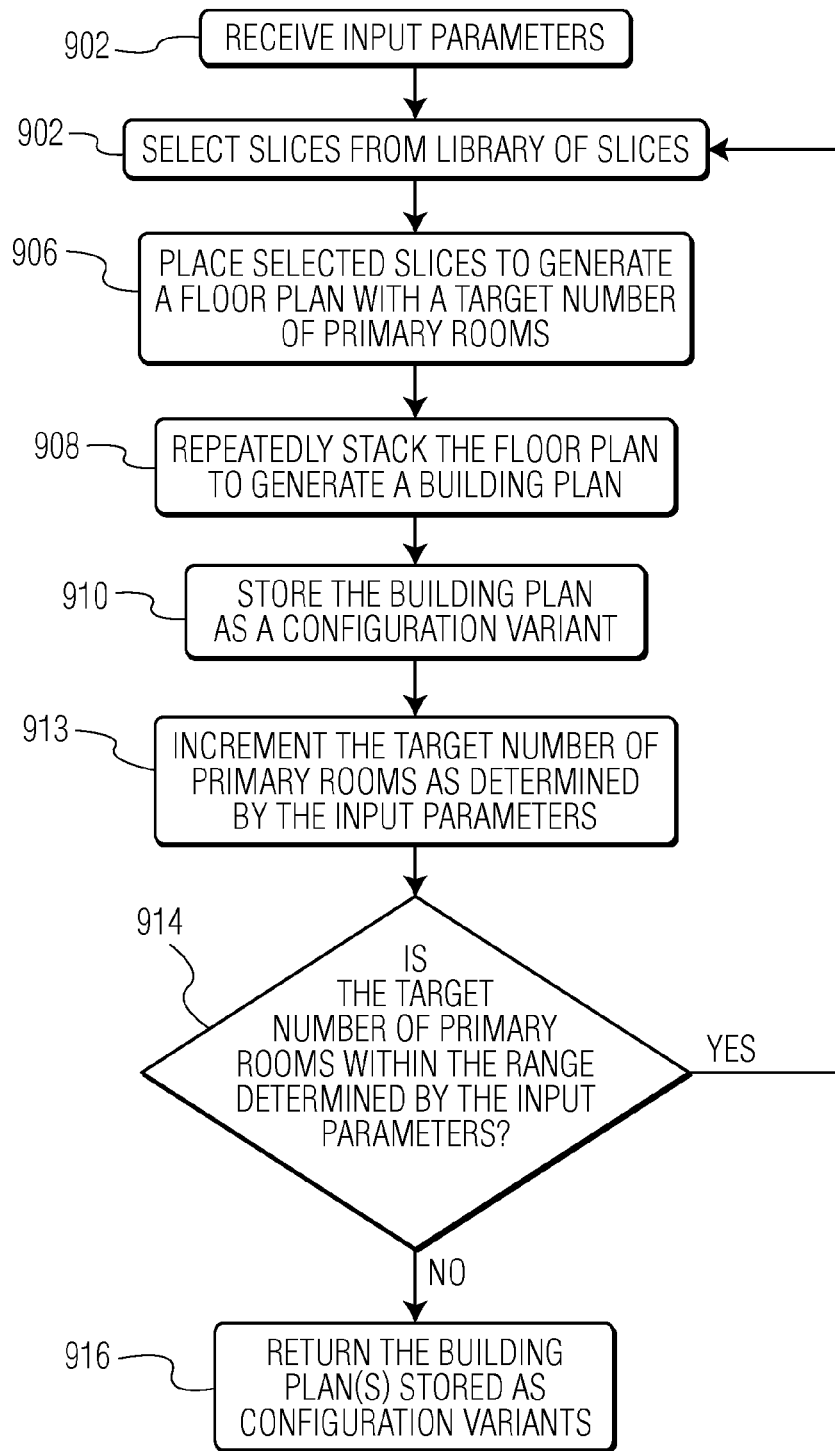 902
RECEIVE INPUT PARAMETERS
902
SELECT SLICES FROM LIBRARY OF SLICES
906
PLACE SELECTED SLICES TO GENERATE
A FLOOR PLAN WITH A TARGET NUMBER
OF PRIMARY ROOMS
908
REPEATEDLY STACK THE FLOOR PLAN
TO GENERATE A BUILDING PLAN
910
STORE THE BUILDING PLAN
AS A CONFIGURATION VARIANT
913
INCREMENT THE TARGET NUMBER OF
PRIMARY ROOMS AS DETERMINED
BY THE INPUT PARAMETERS
914
IS
THE TARGET
NUMBER OF PRIMARY
ROOMS WITHIN THE RANGE
DETERMINED BY THE INPUT
PARAMETERS?
YES
NO
916
RETURN THE BUILDING
PLAN(S) STORED AS
CONFIGURATION VARIANTS